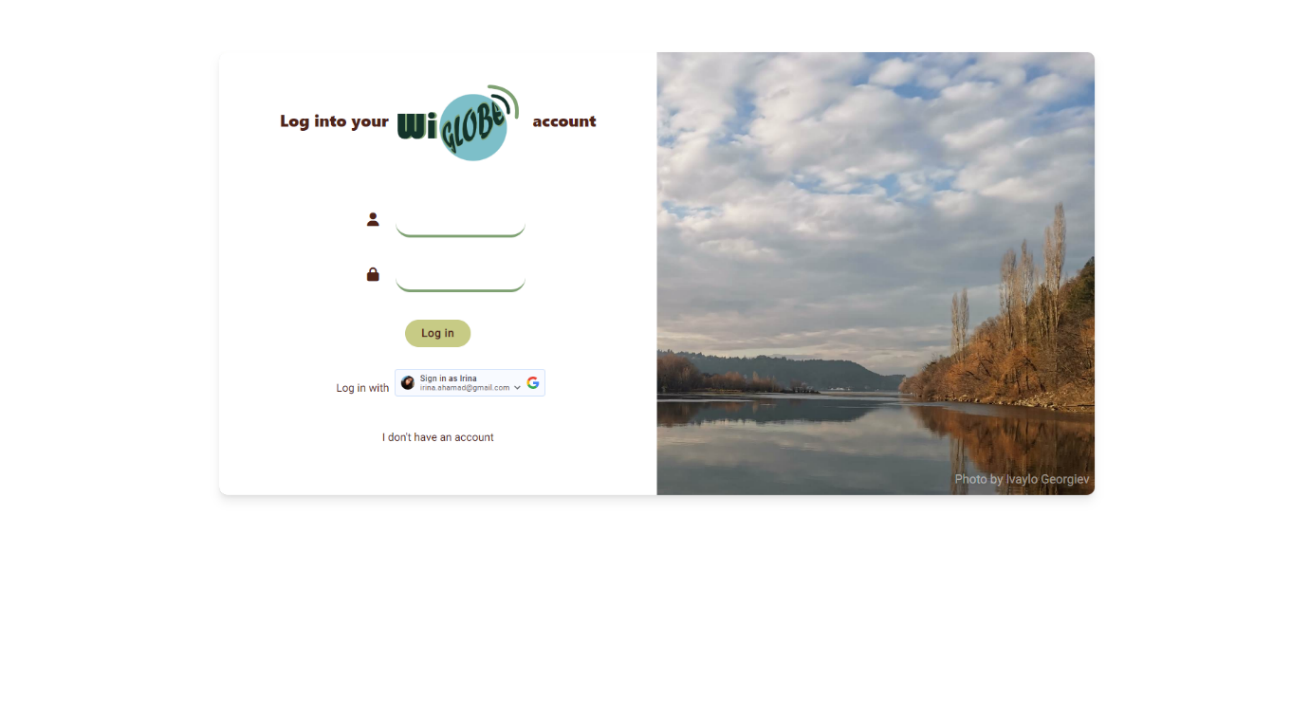 Log into your Wi GLOBE account
Log in
Log in with
Sign in as Irina
irina.ahamad@gmail.com
I don't have an account
Photo by Ivaylo Georgiev